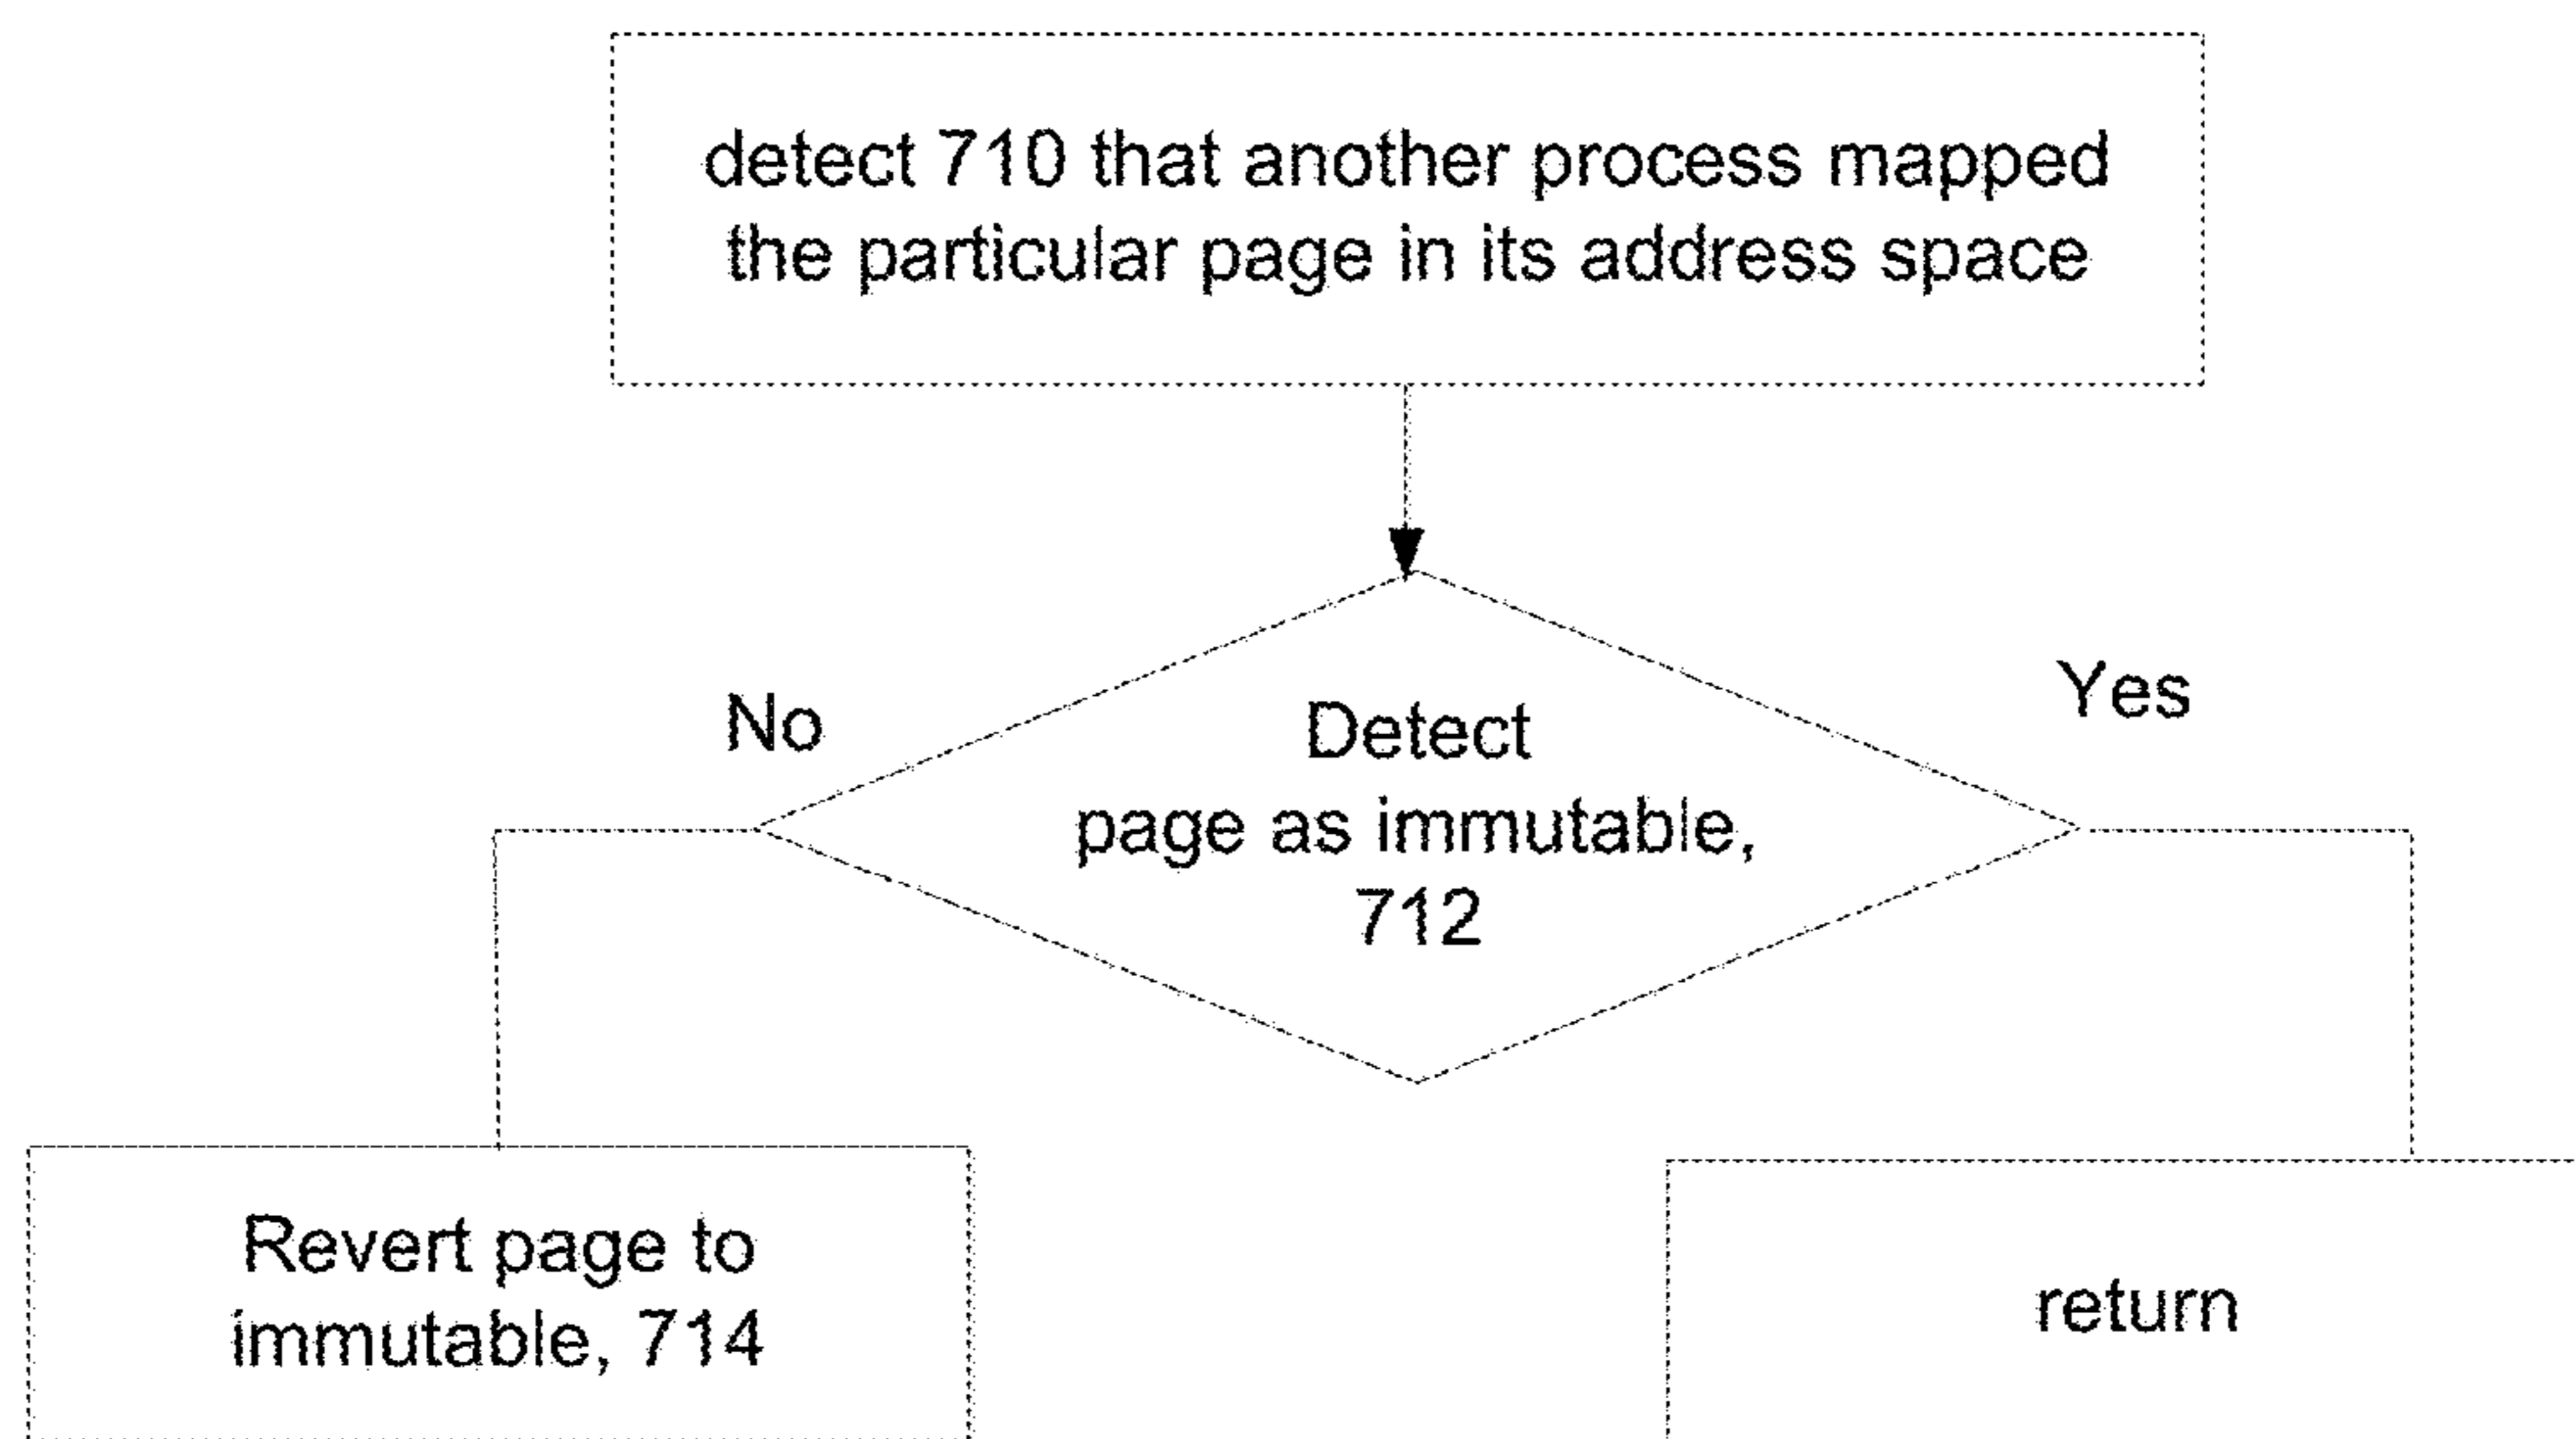 detect 710 that another process mapped
the particular page in its address space
No
Yes
Detect
page as immutable,
712
Revert page to
immutable, 714
return